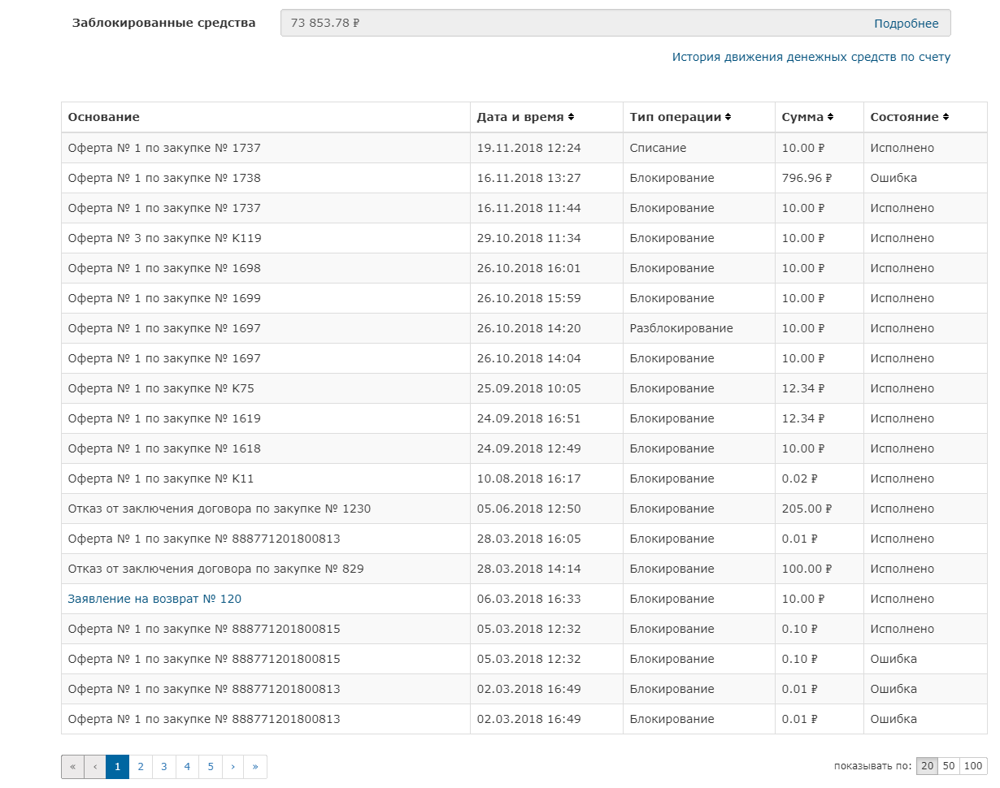 Заблокированные средства 73 853.78 ₽ Подробнее
История движения денежных средств по счету
Основание Дата и время Тип операции Сумма Состояние
Оферта № 1 по закупке № 1737 19.11.2018 12:24 Списание 10.00 ₽ Исполнено
Оферта № 1 по закупке № 1738 16.11.2018 13:27 Блокирование 796.96 ₽ Ошибка
Оферта № 1 по закупке № 1737 16.11.2018 11:44 Блокирование 10.00 ₽ Исполнено
Оферта № 3 по закупке № К119 29.10.2018 11:34 Блокирование 10.00 ₽ Исполнено
Оферта № 1 по закупке № 1698 26.10.2018 16:01 Блокирование 10.00 ₽ Исполнено
Оферта № 1 по закупке № 1699 26.10.2018 15:59 Блокирование 10.00 ₽ Исполнено
Оферта № 1 по закупке № 1697 26.10.2018 14:20 Разблокирование 10.00 ₽ Исполнено
Оферта № 1 по закупке № 1697 26.10.2018 14:04 Блокирование 10.00 ₽ Исполнено
Оферта № 1 по закупке № К75 25.09.2018 10:05 Блокирование 12.34 ₽ Исполнено
Оферта № 1 по закупке № 1619 24.09.2018 16:51 Блокирование 12.34 ₽ Исполнено
Оферта № 1 по закупке № 1618 24.09.2018 12:49 Блокирование 10.00 ₽ Исполнено
Оферта № 1 по закупке № К11 10.08.2018 16:17 Блокирование 0.02 ₽ Исполнено
Отказ от заключения договора по закупке № 1230 05.06.2018 12:50 Блокирование 205.00 ₽ Исполнено
Оферта № 1 по закупке № 888771201800813 28.03.2018 16:05 Блокирование 0.01 ₽ Исполнено
Отказ от заключения договора по закупке № 829 28.03.2018 14:14 Блокирование 100.00 ₽ Исполнено
Заявление на возврат № 120 06.03.2018 16:33 Блокирование 10.00 ₽ Исполнено
Оферта № 1 по закупке № 888771201800815 05.03.2018 12:32 Блокирование 0.10 ₽ Исполнено
Оферта № 1 по закупке № 888771201800815 05.03.2018 12:32 Блокирование 0.10 ₽ Ошибка
Оферта № 1 по закупке № 888771201800813 02.03.2018 16:49 Блокирование 0.01 ₽ Ошибка
Оферта № 1 по закупке № 888771201800813 02.03.2018 16:49 Блокирование 0.01 ₽ Ошибка
« ‹ 1 2 3 4 5 › » показывать по: 20 50 100